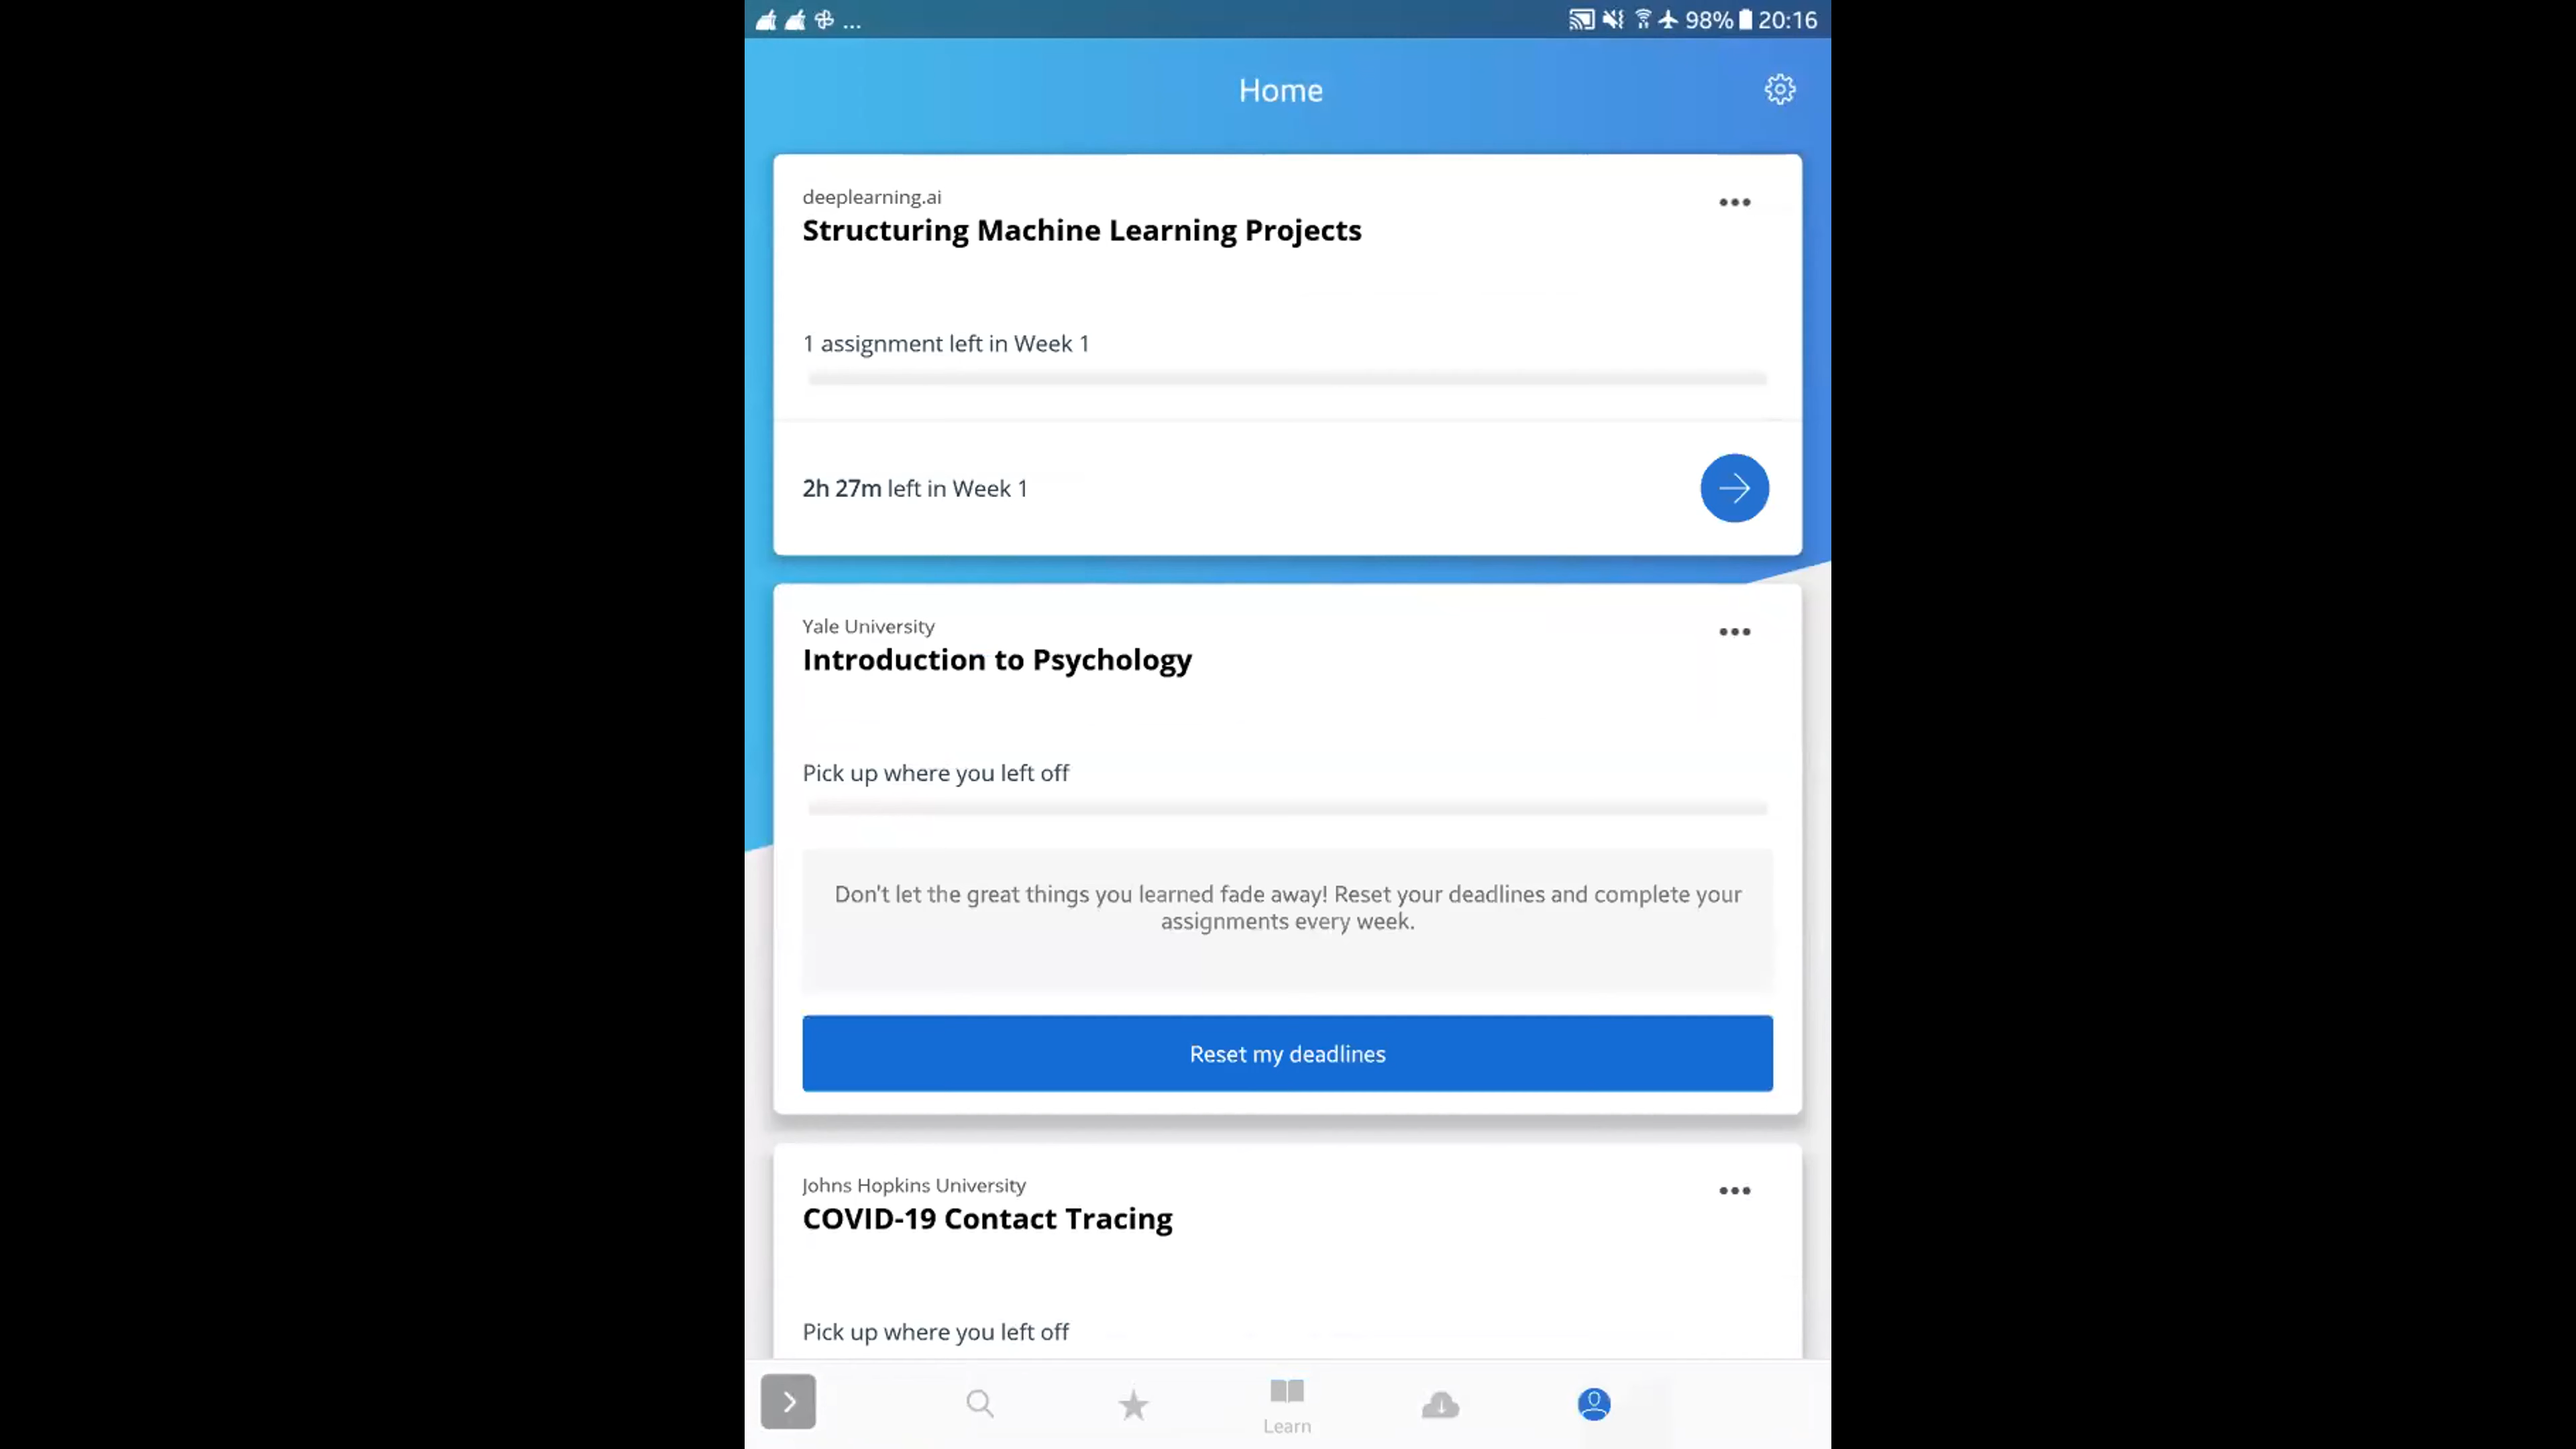 ... 98% 20:16
Home
deeplearning.ai
Structuring Machine Learning Projects
1 assignment left in Week 1
2h 27m left in Week 1
Yale University
Introduction to Psychology
Pick up where you left off
Don't let the great things you learned fade away! Reset your deadlines and complete your
assignments every week.
Reset my deadlines
Johns Hopkins University
COVID-19 Contact Tracing
Pick up where you left off
Learn